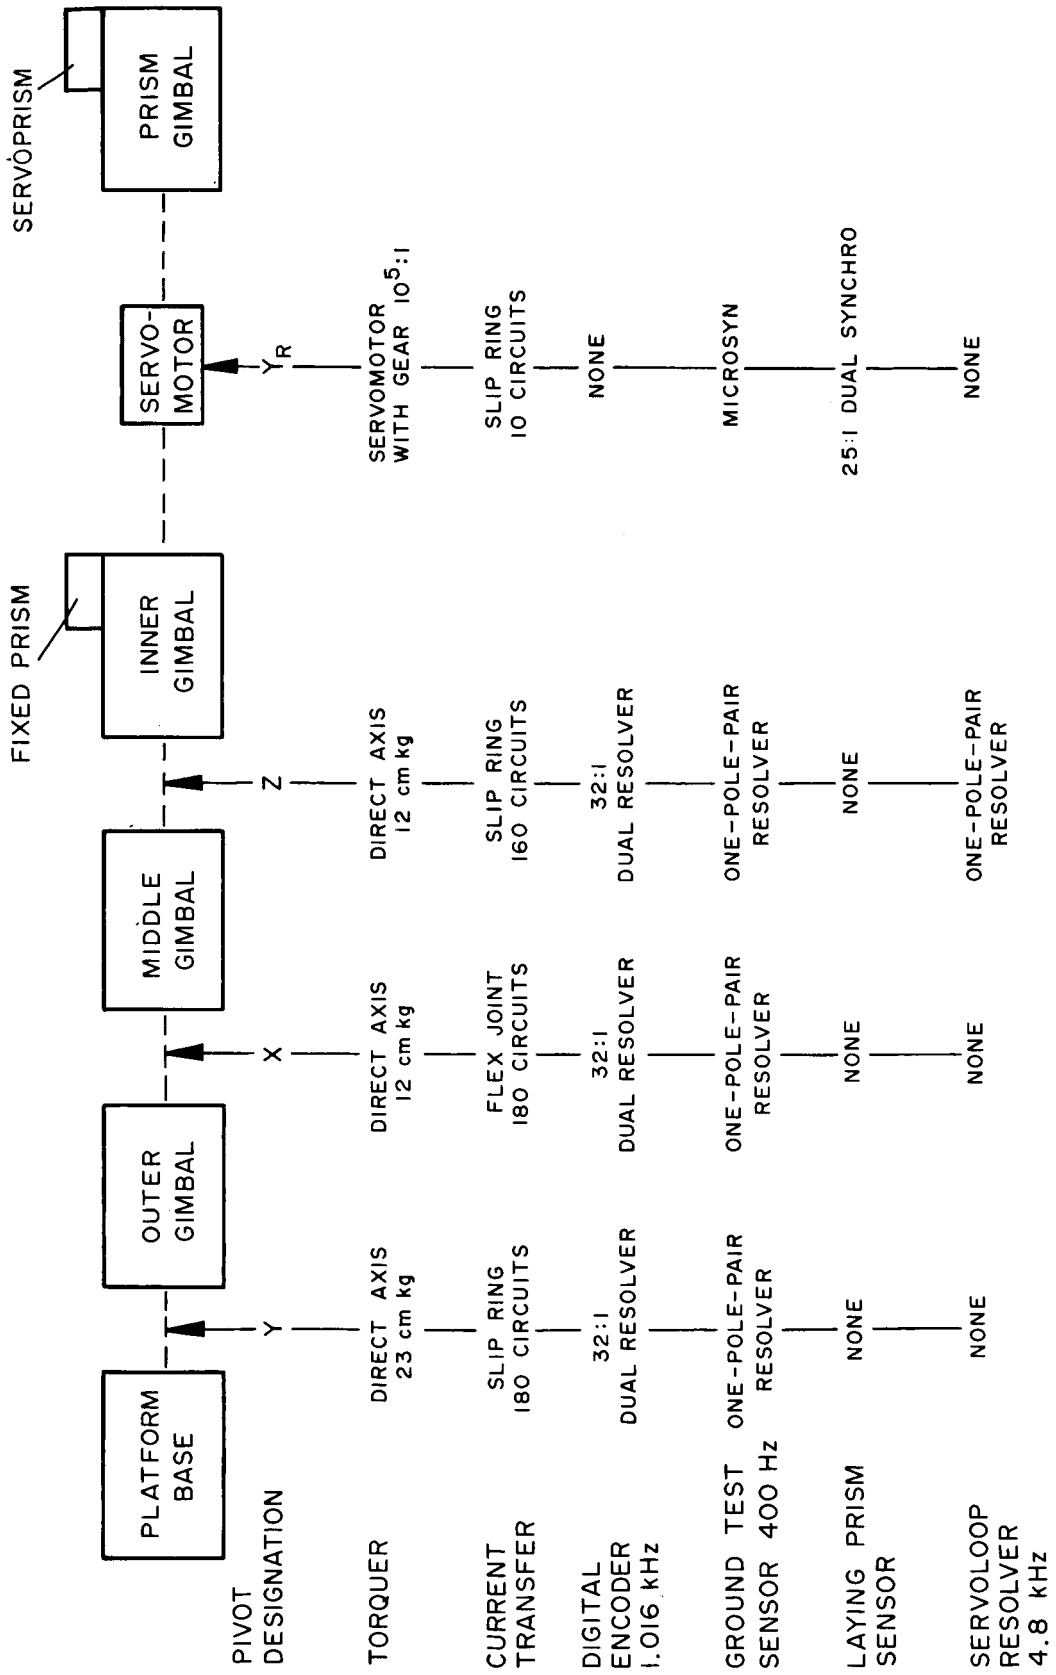 PLATFORM
BASE
OUTER
GIMBAL
MIDDLE
GIMBAL
FIXED PRISM
INNER
GIMBAL
SERVO-
MOTOR
SERVOPRISM
PRISM
GIMBAL
PIVOT
DESIGNATION
Y
X
Z
YR
TORQUER
DIRECT AXIS
23 cm kg
DIRECT AXIS
12 cm kg
DIRECT AXIS
12 cm kg
SERVOMOTOR
WITH GEAR 10⁵:1
CURRENT
TRANSFER
SLIP RING
180 CIRCUITS
FLEX JOINT
180 CIRCUITS
SLIP RING
160 CIRCUITS
SLIP RING
10 CIRCUITS
DIGITAL
ENCODER
1.016 kHz
32:1
DUAL RESOLVER
32:1
DUAL RESOLVER
32:1
DUAL RESOLVER
NONE
GROUND TEST
SENSOR 400 Hz
ONE-POLE-PAIR
RESOLVER
ONE-POLE-PAIR
RESOLVER
ONE-POLE-PAIR
RESOLVER
MICROSYN
LAYING PRISM
SENSOR
NONE
NONE
NONE
25:1 DUAL SYNCHRO
SERVOLOOP
RESOLVER
4.8 kHz
NONE
NONE
ONE-POLE-PAIR
RESOLVER
NONE